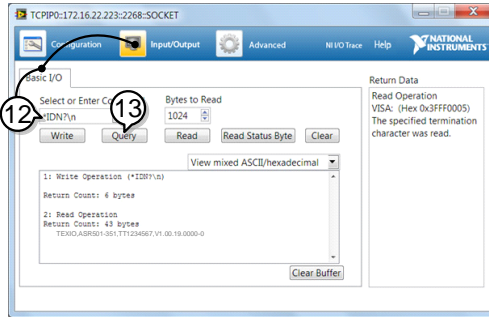 TCPIP0::172.16.22.223::2268::SOCKET
Configuration
Input/Output
Advanced
NI I/O Trace
Help
NATIONAL
INSTRUMENTS
Basic I/O
Return Data
Select or Enter Co
Bytes to Read
12
*IDN?\n
13
1024
Write
Query
Read
Read Status Byte
Clear
Read Operation
VISA: (Hex 0x3FFF0005)
The specified termination
character was read.
View mixed ASCII/hexadecimal
1: Write Operation (*IDN?\n)
Return Count: 6 bytes
2: Read Operation
Return Count: 43 bytes
TEXIO,ASR501-351,TT1234567,V1.00.19.0000-0
Clear Buffer